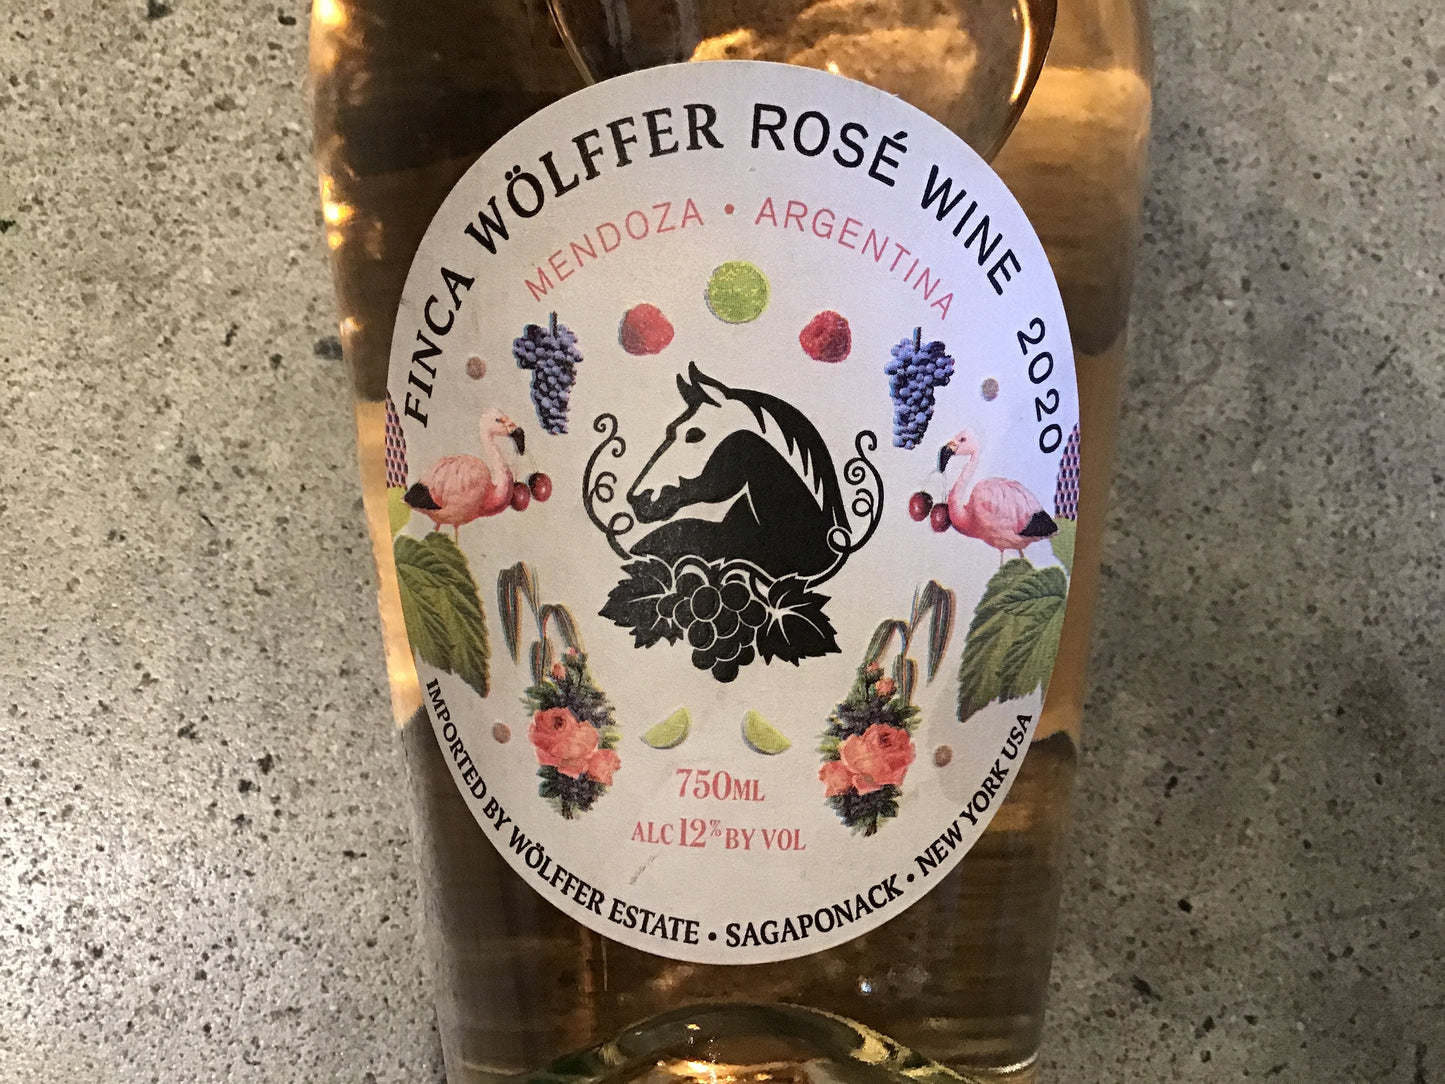 FINCA WÖLFFER ROSÉ WINE 2020
MENDOZA • ARGENTINA
750ML
ALC 12% BY VOL
IMPORTED BY WÖLFFER ESTATE • SAGAPONACK • NEW YORK USA